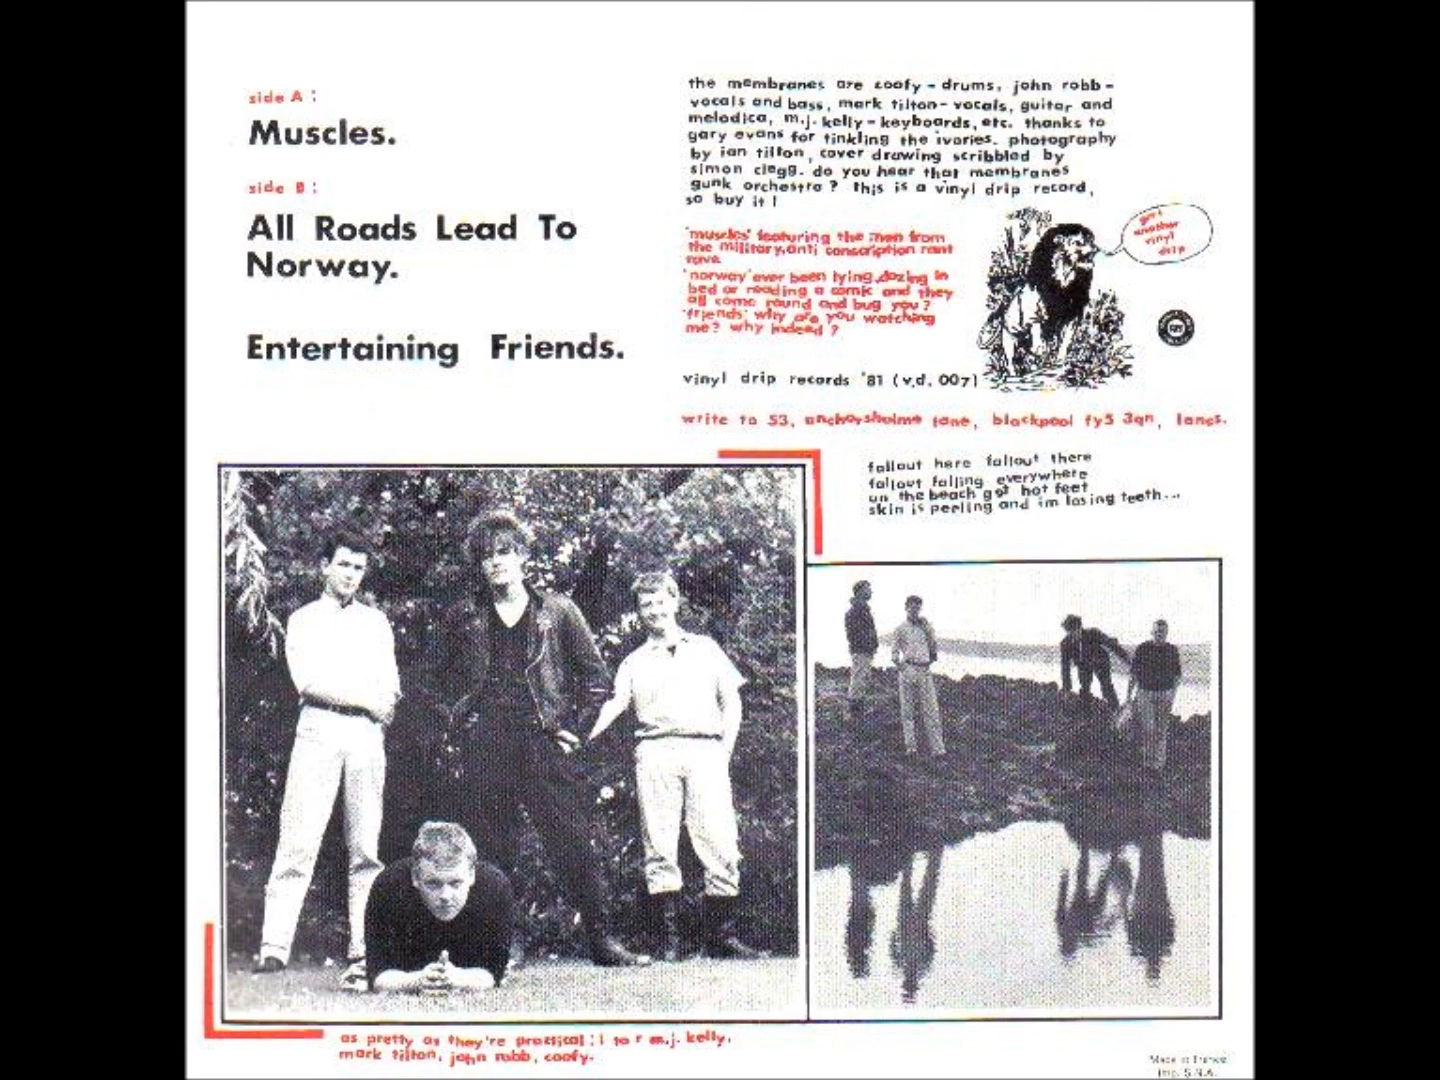 side A :
Muscles.
side B :
All Roads Lead To
Norway.
Entertaining Friends.
the membranes are coofy - drums, john robb -
vocals and bass, mark tilton - vocals, guitar and
melodica, m.j. kelly - keyboards, etc. thanks to
gary evans for tinkling the ivories. photography
by ian tilton, cover drawing scribbled by
simon clegg. do you hear that membranes
gunk orchestra ? this is a vinyl drip record,
so buy it !
'muscles' featuring the men from
the military, anti conscription rant
rave.
'norway' ever been lying, dozing in
bed or reading a comic and they
all come round and bug you ?
'friends' why are you watching
me? why indeed ?
get
another
vinyl
drip
vinyl drip records '81 (v.d. 007)
write to 53, anchorsholme lane, blackpool fy5 3qn, lancs.
fallout here fallout there
fallout falling everywhere
on the beach got hot feet
skin is peeling and im losing teeth...
as pretty as they're practical : l to r m.j. kelly,
mark tilton, john robb, coofy.
Made in France
Imp. S.N.A.